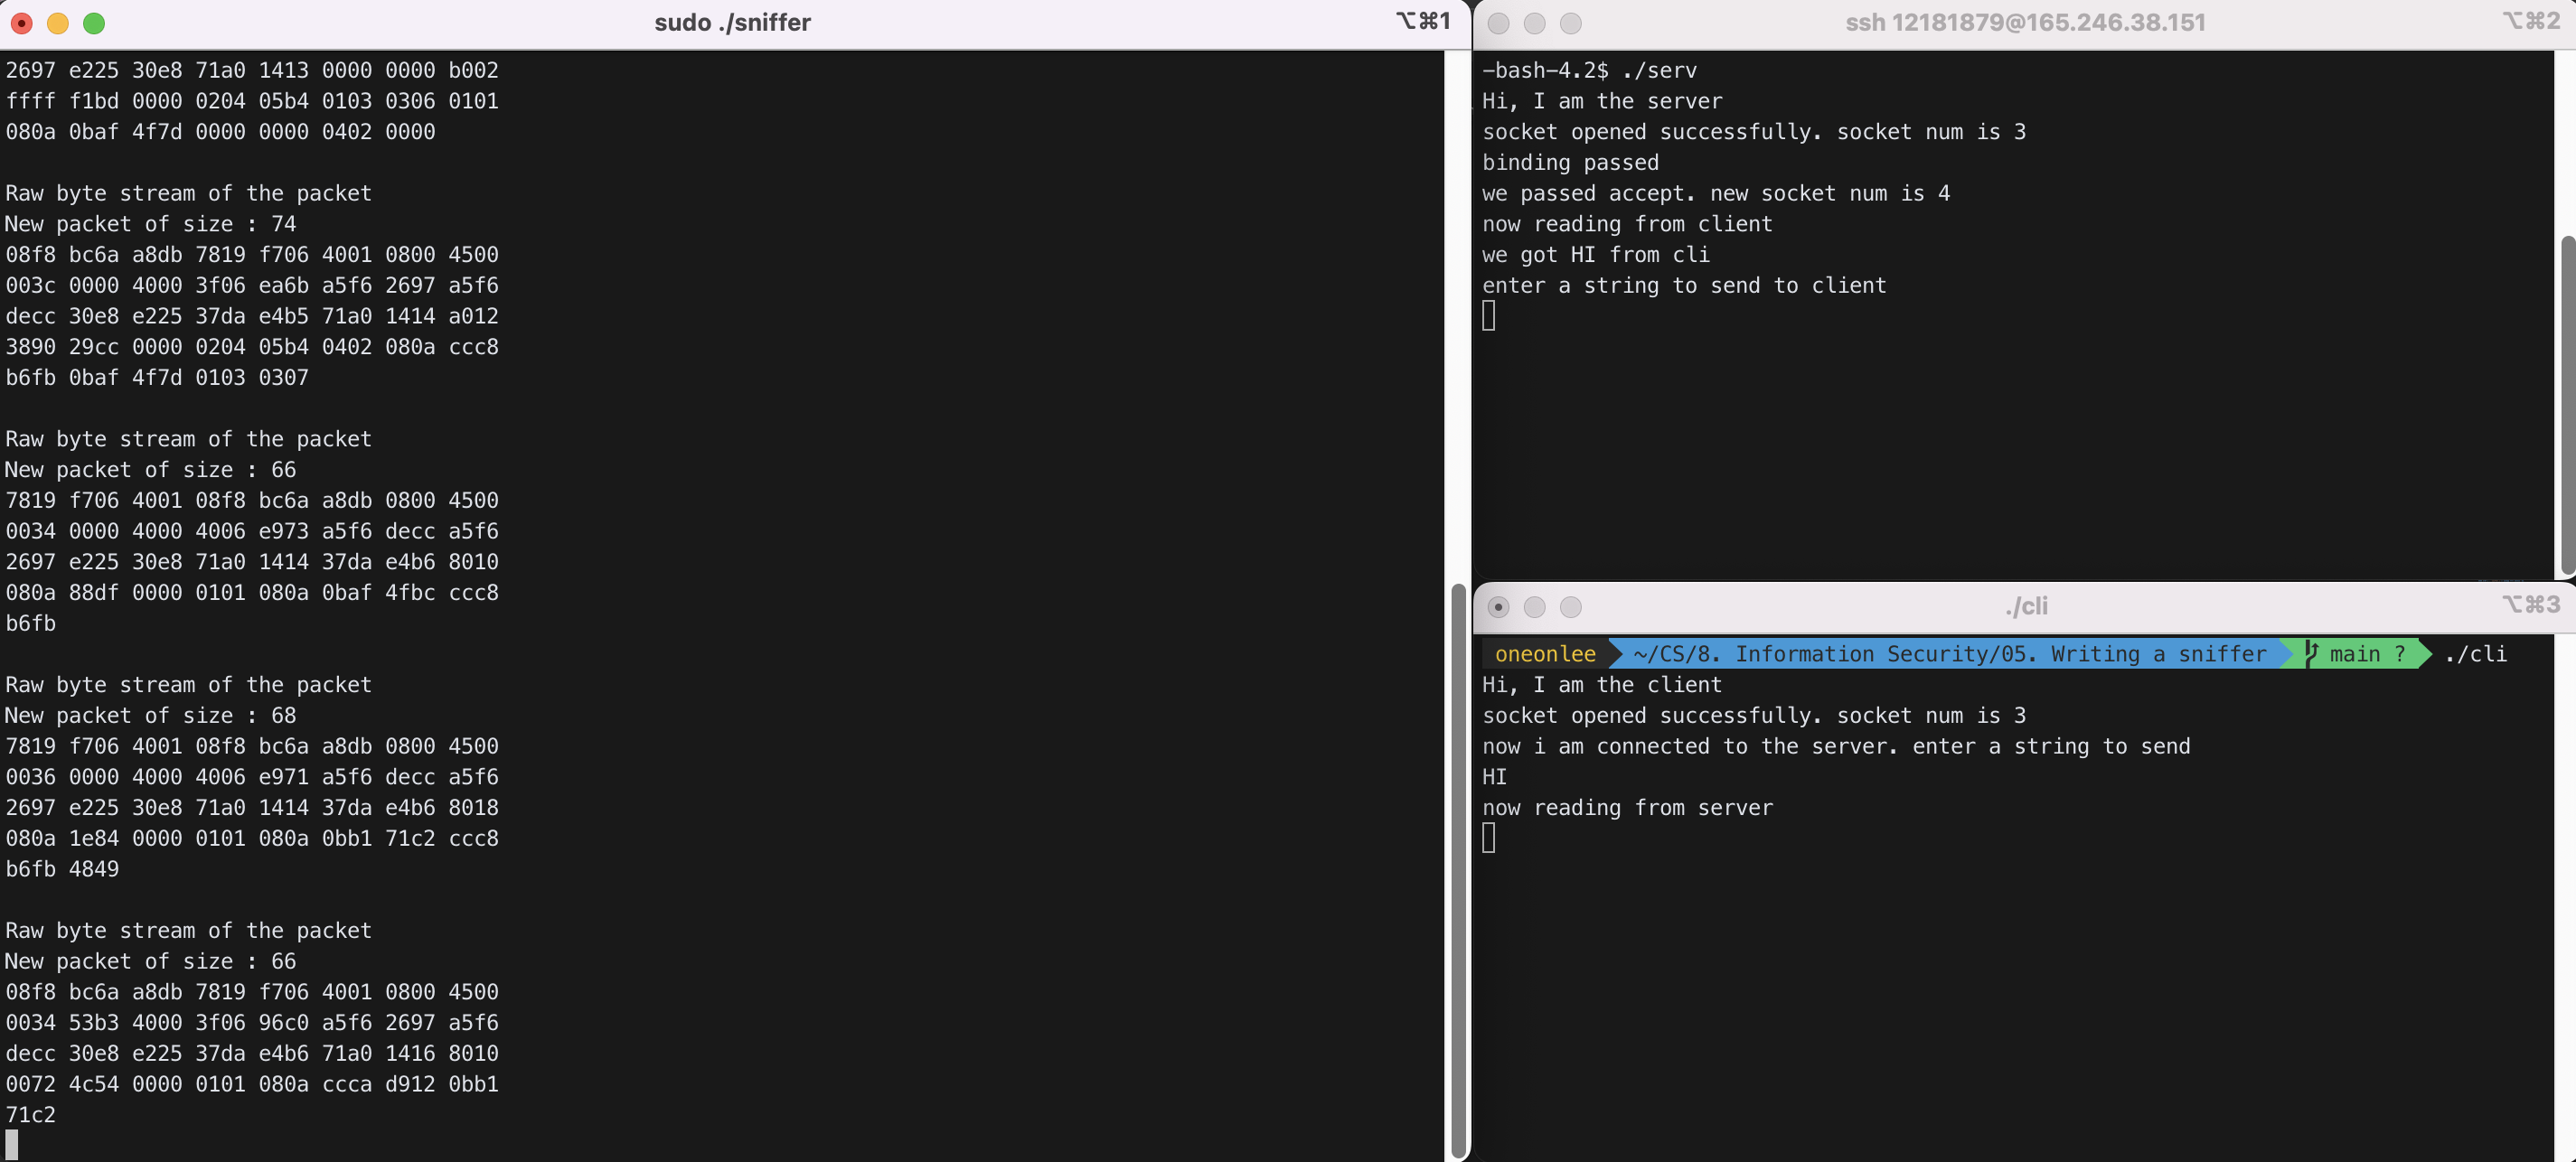 sudo ./sniffer
⌥⌘1
2697 e225 30e8 71a0 1413 0000 0000 b002
ffff f1bd 0000 0204 05b4 0103 0306 0101
080a 0baf 4f7d 0000 0000 0402 0000
Raw byte stream of the packet
New packet of size : 74
08f8 bc6a a8db 7819 f706 4001 0800 4500
003c 0000 4000 3f06 ea6b a5f6 2697 a5f6
decc 30e8 e225 37da e4b5 71a0 1414 a012
3890 29cc 0000 0204 05b4 0402 080a ccc8
b6fb 0baf 4f7d 0103 0307
Raw byte stream of the packet
New packet of size : 66
7819 f706 4001 08f8 bc6a a8db 0800 4500
0034 0000 4000 4006 e973 a5f6 decc a5f6
2697 e225 30e8 71a0 1414 37da e4b6 8010
080a 88df 0000 0101 080a 0baf 4fbc ccc8
b6fb
Raw byte stream of the packet
New packet of size : 68
7819 f706 4001 08f8 bc6a a8db 0800 4500
0036 0000 4000 4006 e971 a5f6 decc a5f6
2697 e225 30e8 71a0 1414 37da e4b6 8018
080a 1e84 0000 0101 080a 0bb1 71c2 ccc8
b6fb 4849
Raw byte stream of the packet
New packet of size : 66
08f8 bc6a a8db 7819 f706 4001 0800 4500
0034 53b3 4000 3f06 96c0 a5f6 2697 a5f6
decc 30e8 e225 37da e4b6 71a0 1416 8010
0072 4c54 0000 0101 080a ccca d912 0bb1
71c2
ssh 12181879@165.246.38.151
⌥⌘2
-bash-4.2$ ./serv
Hi, I am the server
socket opened successfully. socket num is 3
binding passed
we passed accept. new socket num is 4
now reading from client
we got HI from cli
enter a string to send to client
./cli
⌥⌘3
oneonlee ~/CS/8. Information Security/05. Writing a sniffer main ? ./cli
Hi, I am the client
socket opened successfully. socket num is 3
now i am connected to the server. enter a string to send
HI
now reading from server